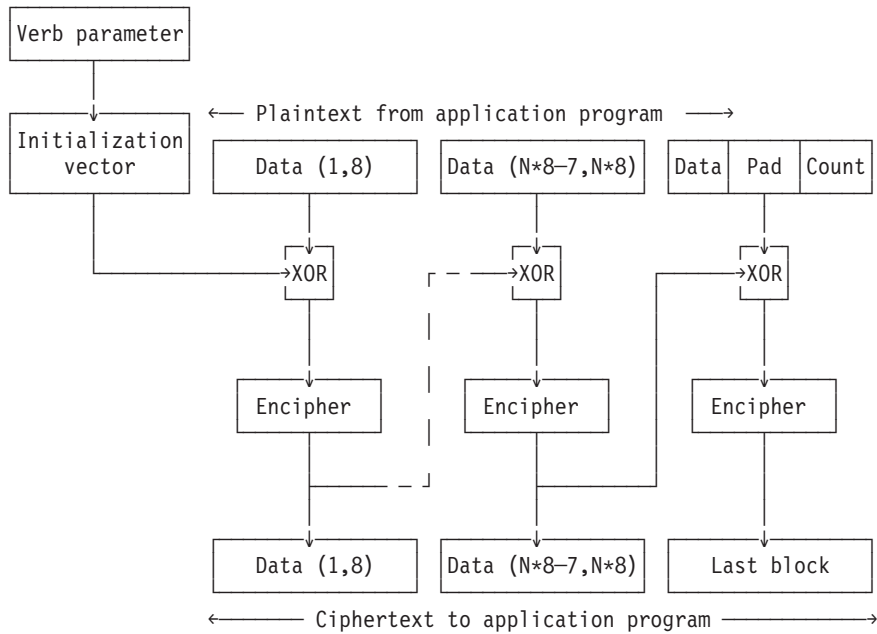 Verb parameter
Plaintext from application program
Initialization
vector
Data (1,8)
Data (N*8–7,N*8)
Data
Pad
Count
XOR
XOR
XOR
Encipher
Encipher
Encipher
Data (1,8)
Data (N*8–7,N*8)
Last block
Ciphertext to application program